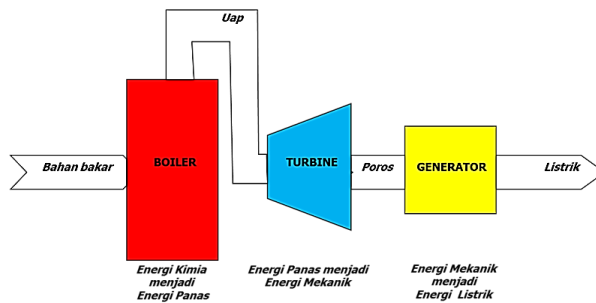 Uap
Bahan bakar
BOILER
TURBINE
Poros
GENERATOR
Listrik
Energi Kimia
menjadi
Energi Panas
Energi Panas menjadi
Energi Mekanik
Energi Mekanik
menjadi
Energi Listrik